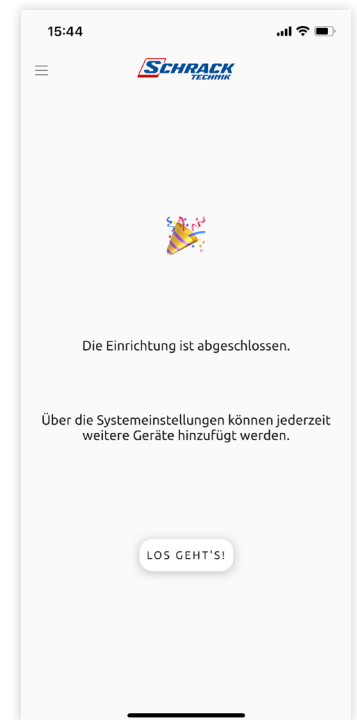 15:44
SCHRACK
TECHNIK
Die Einrichtung ist abgeschlossen.
Über die Systemeinstellungen können jederzeit
weitere Geräte hinzufügt werden.
LOS GEHT'S!